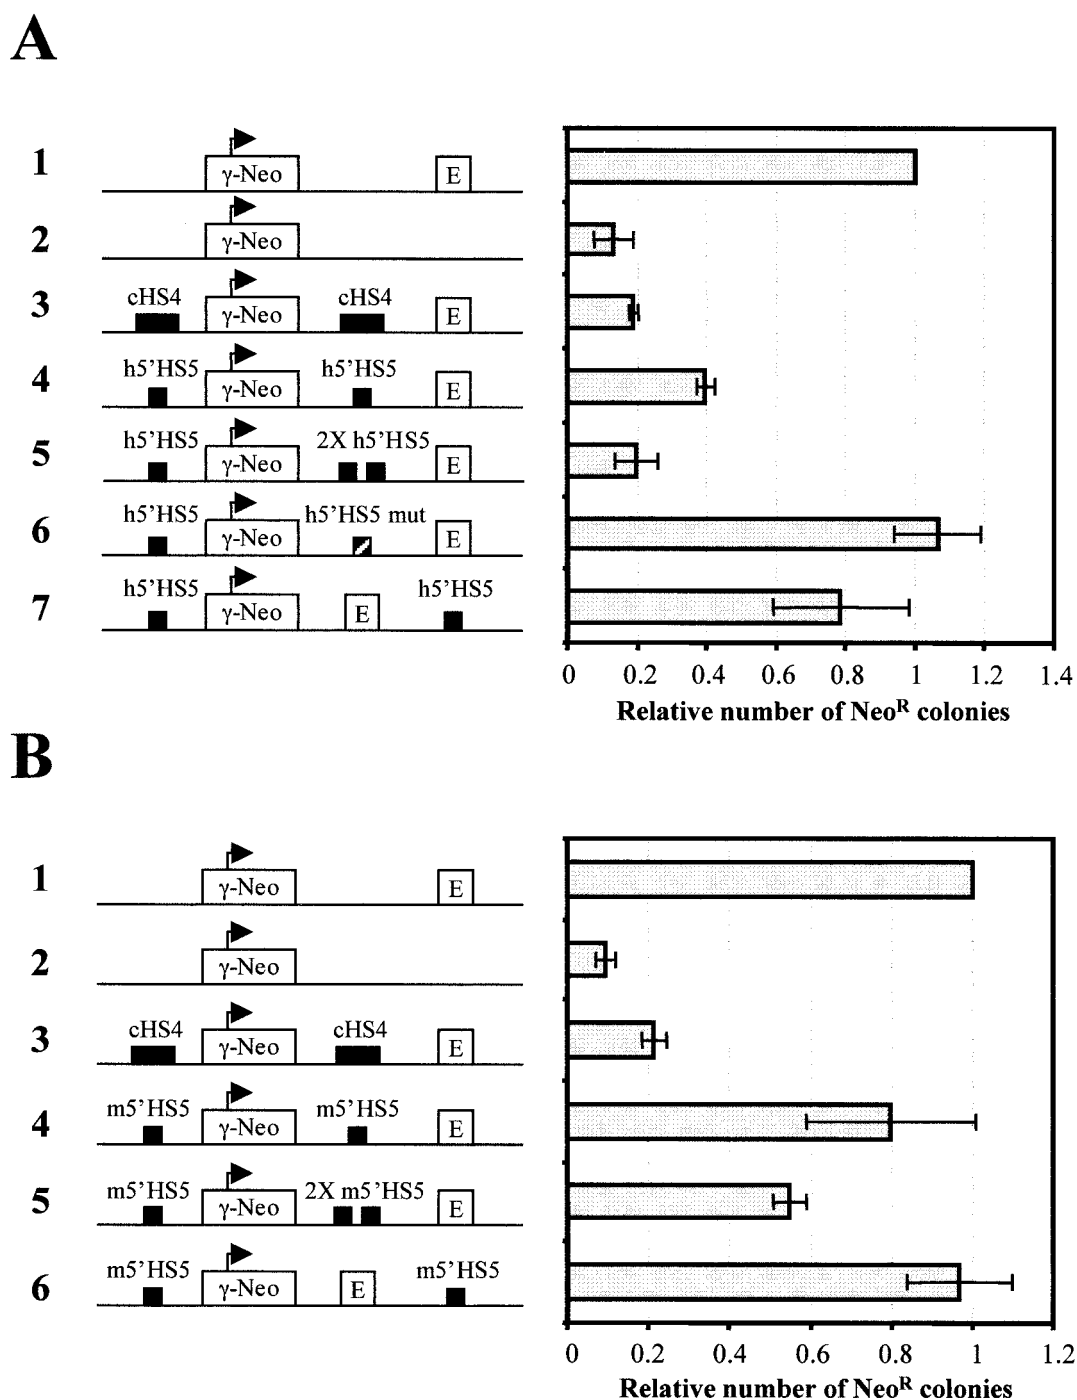 A
1 γ-Neo E
2 γ-Neo
3 cHS4 γ-Neo cHS4 E
4 h5’HS5 γ-Neo h5’HS5 E
5 h5’HS5 γ-Neo 2X h5’HS5 E
6 h5’HS5 γ-Neo h5’HS5 mut E
7 h5’HS5 γ-Neo E h5’HS5
0 0.2 0.4 0.6 0.8 1 1.2 1.4
Relative number of Neoᴿ colonies
B
1 γ-Neo E
2 γ-Neo
3 cHS4 γ-Neo cHS4 E
4 m5’HS5 γ-Neo m5’HS5 E
5 m5’HS5 γ-Neo 2X m5’HS5 E
6 m5’HS5 γ-Neo E m5’HS5
0 0.2 0.4 0.6 0.8 1 1.2
Relative number of Neoᴿ colonies